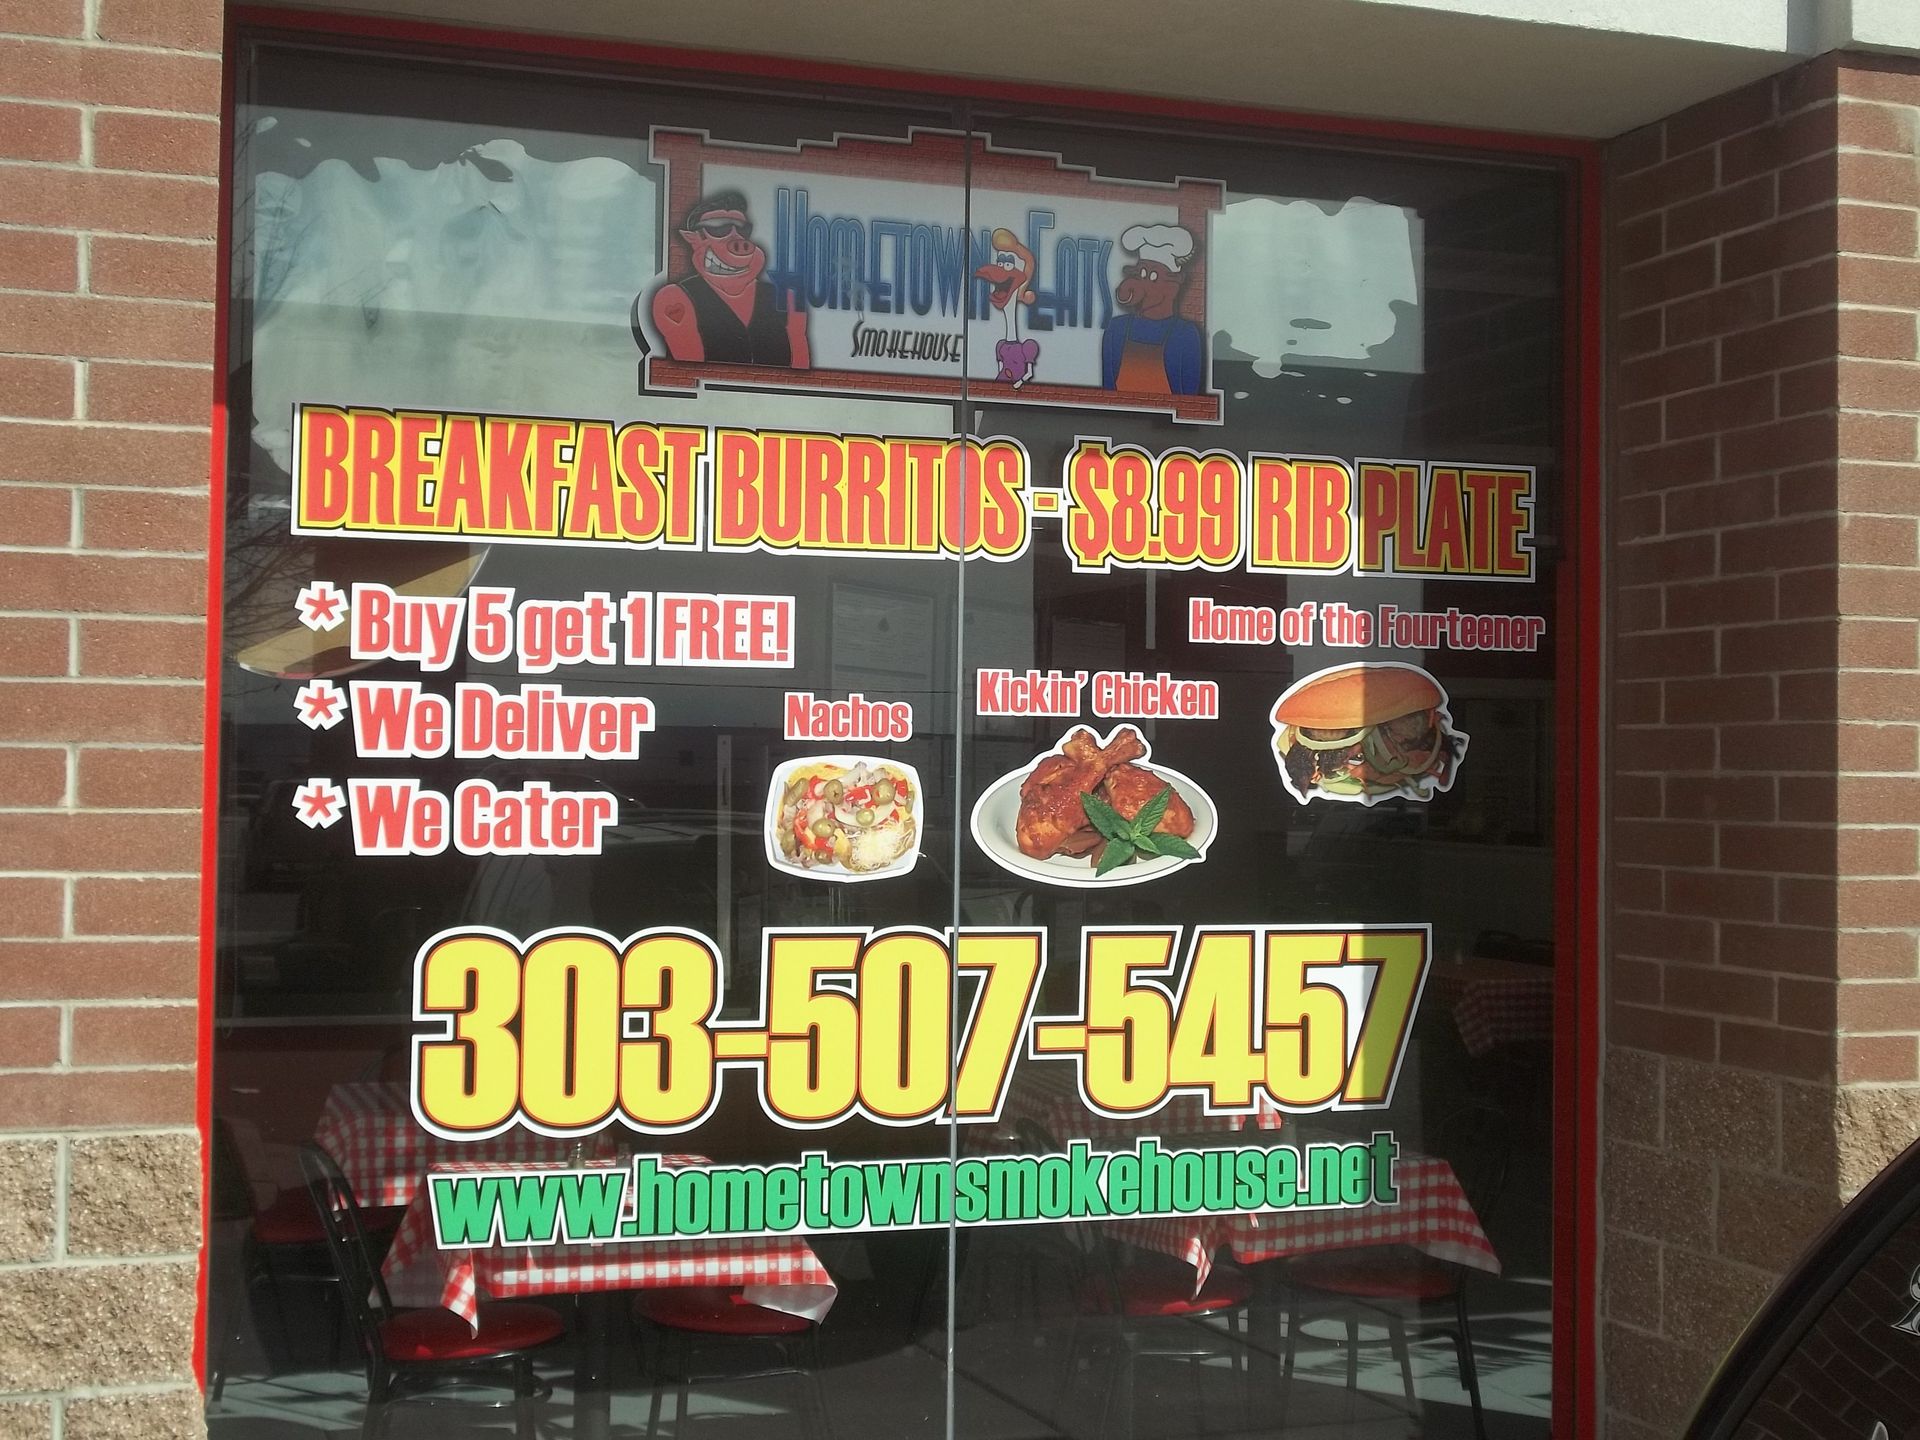 HOMETOWN EATS
SMOKEHOUSE
BREAKFAST BURRITOS - $8.99 RIB PLATE
* Buy 5 get 1 FREE!
* We Deliver
* We Cater
Nachos
Kickin' Chicken
Home of the Fourteener
303-507-5457
www.hometownsmokehouse.net